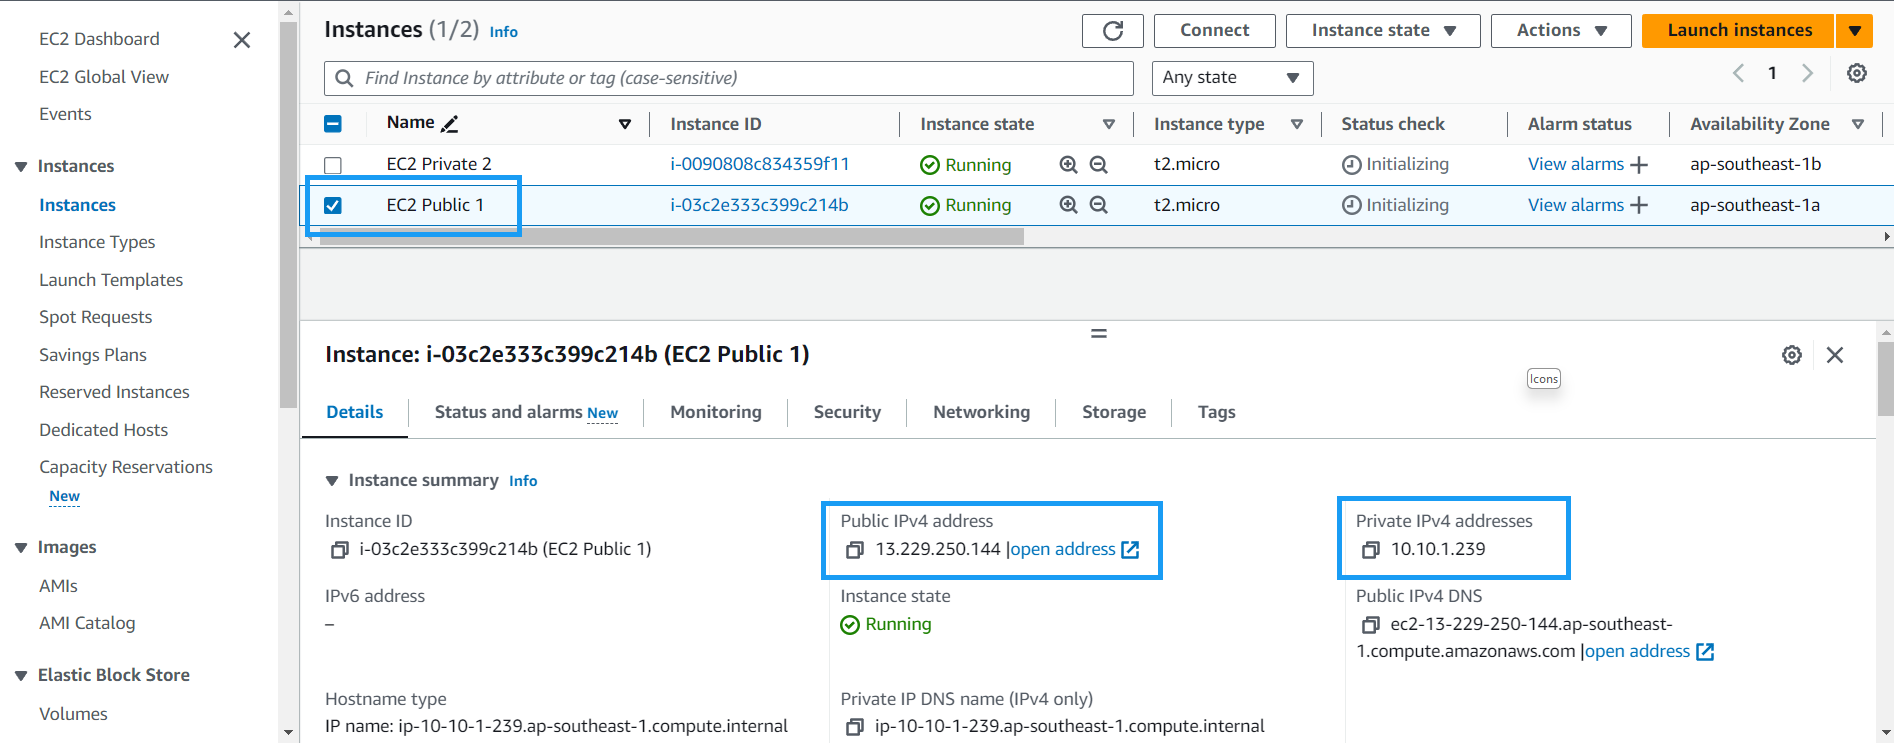 EC2 Dashboard
EC2 Global View
Events
Instances
Instances
Instance Types
Launch Templates
Spot Requests
Savings Plans
Reserved Instances
Dedicated Hosts
Capacity Reservations
New
Images
AMIs
AMI Catalog
Elastic Block Store
Volumes
Instances (1/2) Info
Connect Instance state Actions Launch instances
Find Instance by attribute or tag (case-sensitive) Any state 1
Name Instance ID Instance state Instance type Status check Alarm status Availability Zone
EC2 Private 2 i-0090808c834359f11 Running t2.micro Initializing View alarms ap-southeast-1b
EC2 Public 1 i-03c2e333c399c214b Running t2.micro Initializing View alarms ap-southeast-1a
Instance: i-03c2e333c399c214b (EC2 Public 1)
Icons
Details Status and alarms New Monitoring Security Networking Storage Tags
Instance summary Info
Instance ID Public IPv4 address Private IPv4 addresses
i-03c2e333c399c214b (EC2 Public 1) 13.229.250.144 |open address 10.10.1.239
IPv6 address Instance state Public IPv4 DNS
– Running ec2-13-229-250-144.ap-southeast-
1.compute.amazonaws.com |open address
Hostname type Private IP DNS name (IPv4 only)
IP name: ip-10-10-1-239.ap-southeast-1.compute.internal ip-10-10-1-239.ap-southeast-1.compute.internal